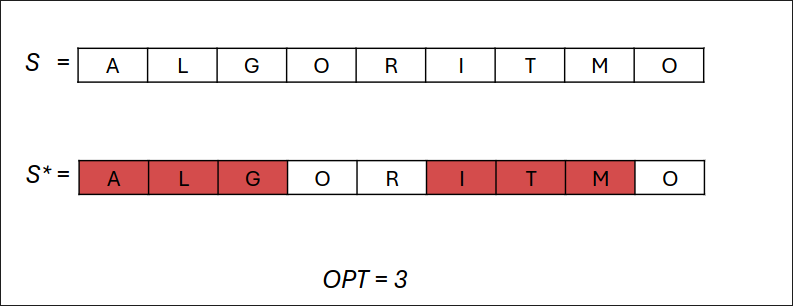 S = A L G O R I T M O
S* = A L G O R I T M O
OPT = 3